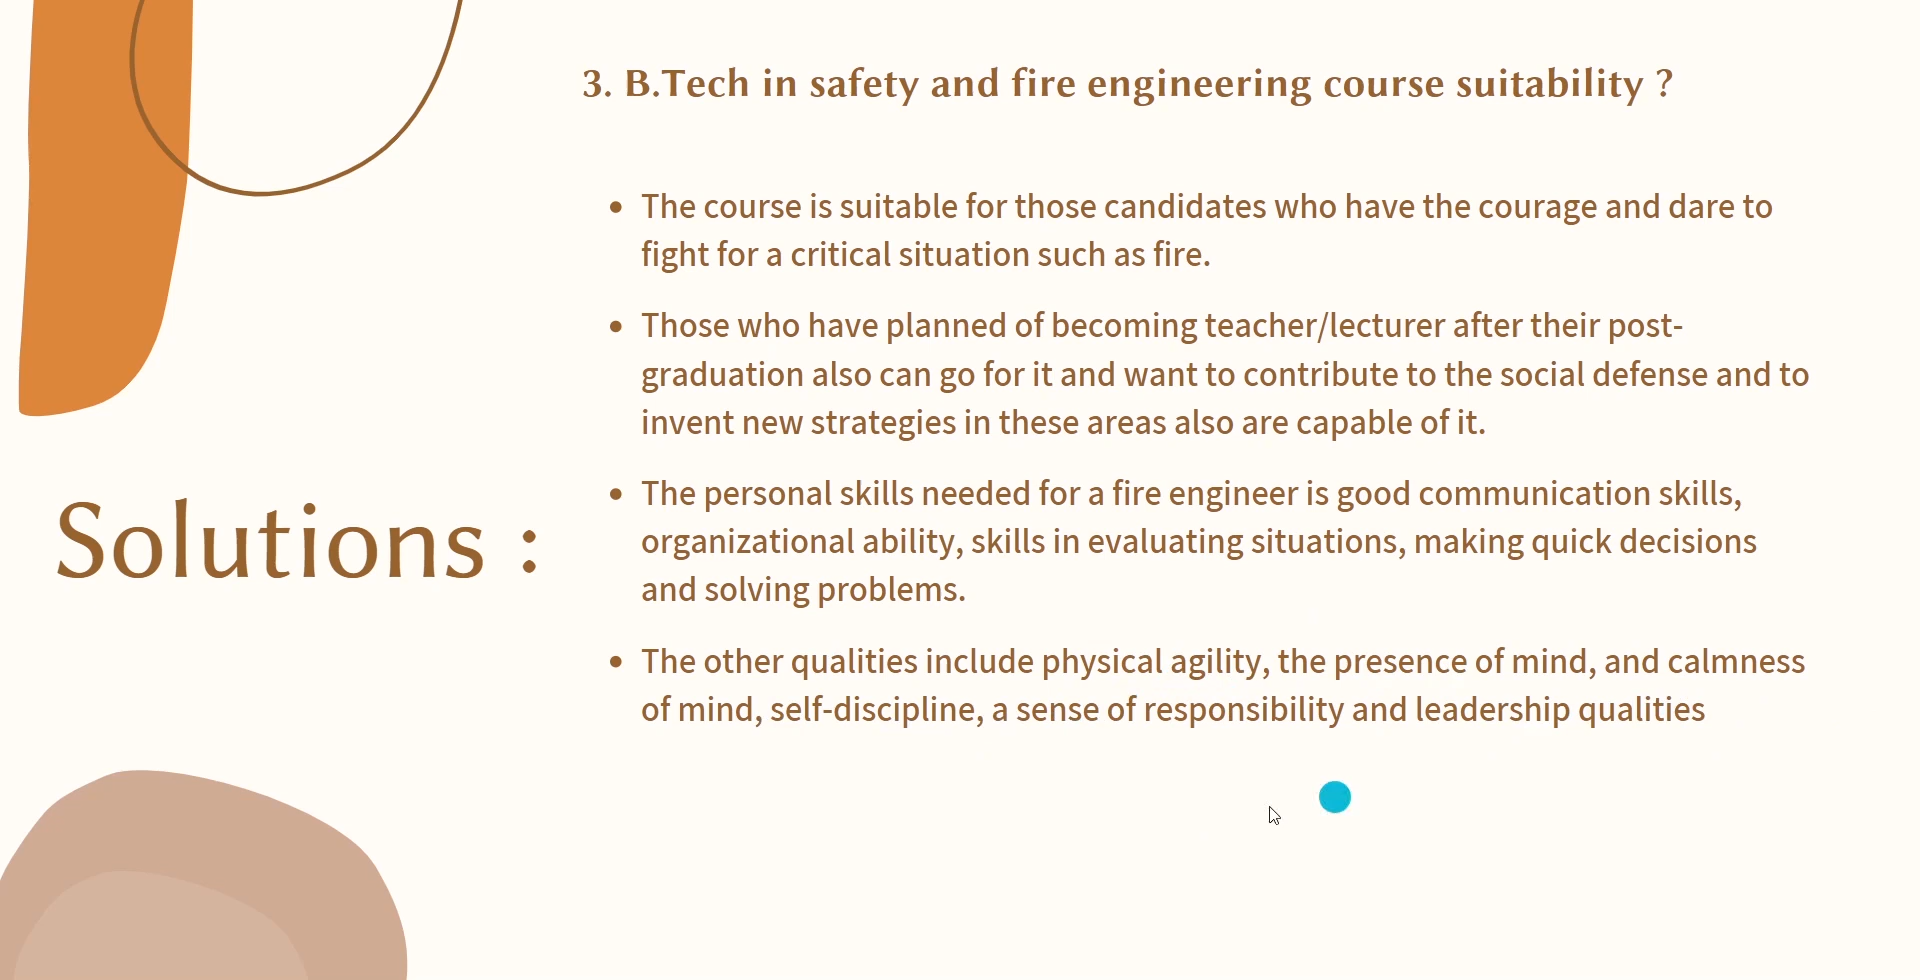 3. B.Tech in safety and fire engineering course suitability ?
The course is suitable for those candidates who have the courage and dare to
fight for a critical situation such as fire.
Those who have planned of becoming teacher/lecturer after their post-
graduation also can go for it and want to contribute to the social defense and to
invent new strategies in these areas also are capable of it.
The personal skills needed for a fire engineer is good communication skills,
organizational ability, skills in evaluating situations, making quick decisions
and solving problems.
The other qualities include physical agility, the presence of mind, and calmness
of mind, self-discipline, a sense of responsibility and leadership qualities
Solutions :